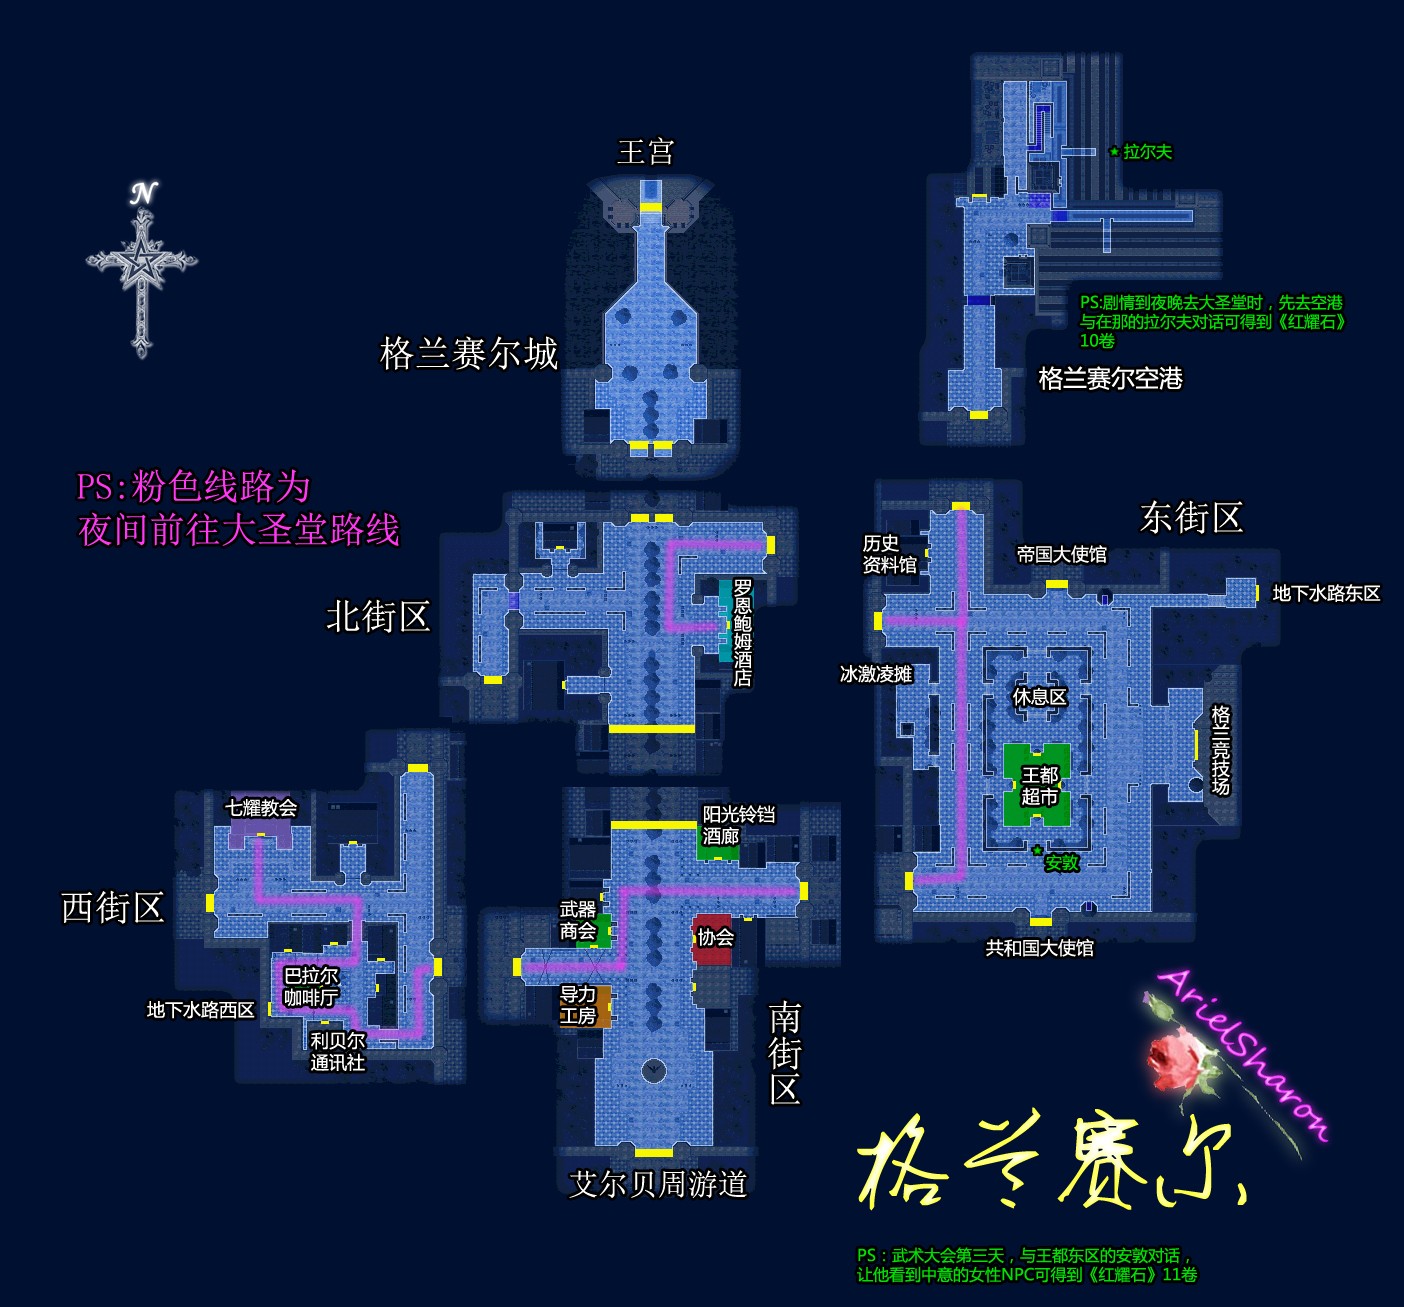 王宫
N
拉尔夫
PS:剧情到夜晚去大圣堂时，先去空港
与在那的拉尔夫对话可得到《红耀石》
10卷
格兰赛尔城
格兰赛尔空港
PS:粉色线路为
夜间前往大圣堂路线
东街区
历史
资料馆
帝国大使馆
地下水路东区
北街区
罗恩鲍姆酒店
冰激凌摊
休息区
格兰竞技场
王都
超市
安敦
七耀教会
阳光铃铛
酒廊
西街区
武器
商会
协会
共和国大使馆
巴拉尔
咖啡厅
地下水路西区
导力
工房
利贝尔
通讯社
南街区
ArielSharon
艾尔贝周游道
格兰赛尔
PS：武术大会第三天，与王都东区的安敦对话，
让他看到中意的女性NPC可得到《红耀石》11卷